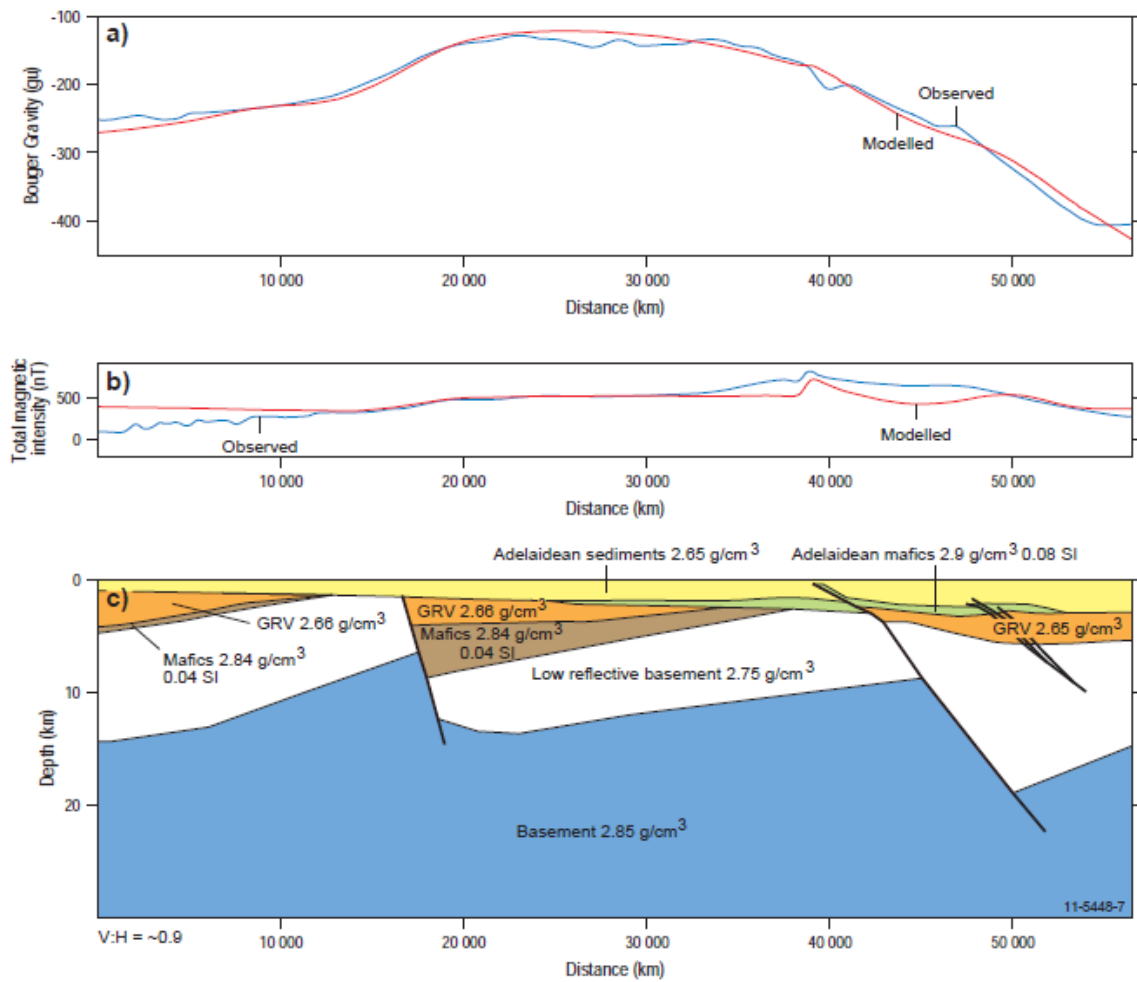 a)
-100
-200
-300
-400
Bouger Gravity (gu)
Observed
Modelled
10 000
20 000
30 000
40 000
50 000
Distance (km)
b)
Total magnetic
intensity (nT)
500
0
Observed
Modelled
10 000
20 000
30 000
40 000
50 000
Distance (km)
Adelaidean sediments 2.65 g/cm³
Adelaidean mafics 2.9 g/cm³ 0.08 SI
c)
0
10
20
Depth (km)
GRV 2.66 g/cm³
Mafics 2.84 g/cm³
0.04 SI
GRV 2.66 g/cm³
Mafics 2.84 g/cm³
0.04 SI
GRV 2.65 g/cm³
Low reflective basement 2.75 g/cm³
Basement 2.85 g/cm³
11-5448-7
V:H = ~0.9
10 000
20 000
30 000
40 000
50 000
Distance (km)